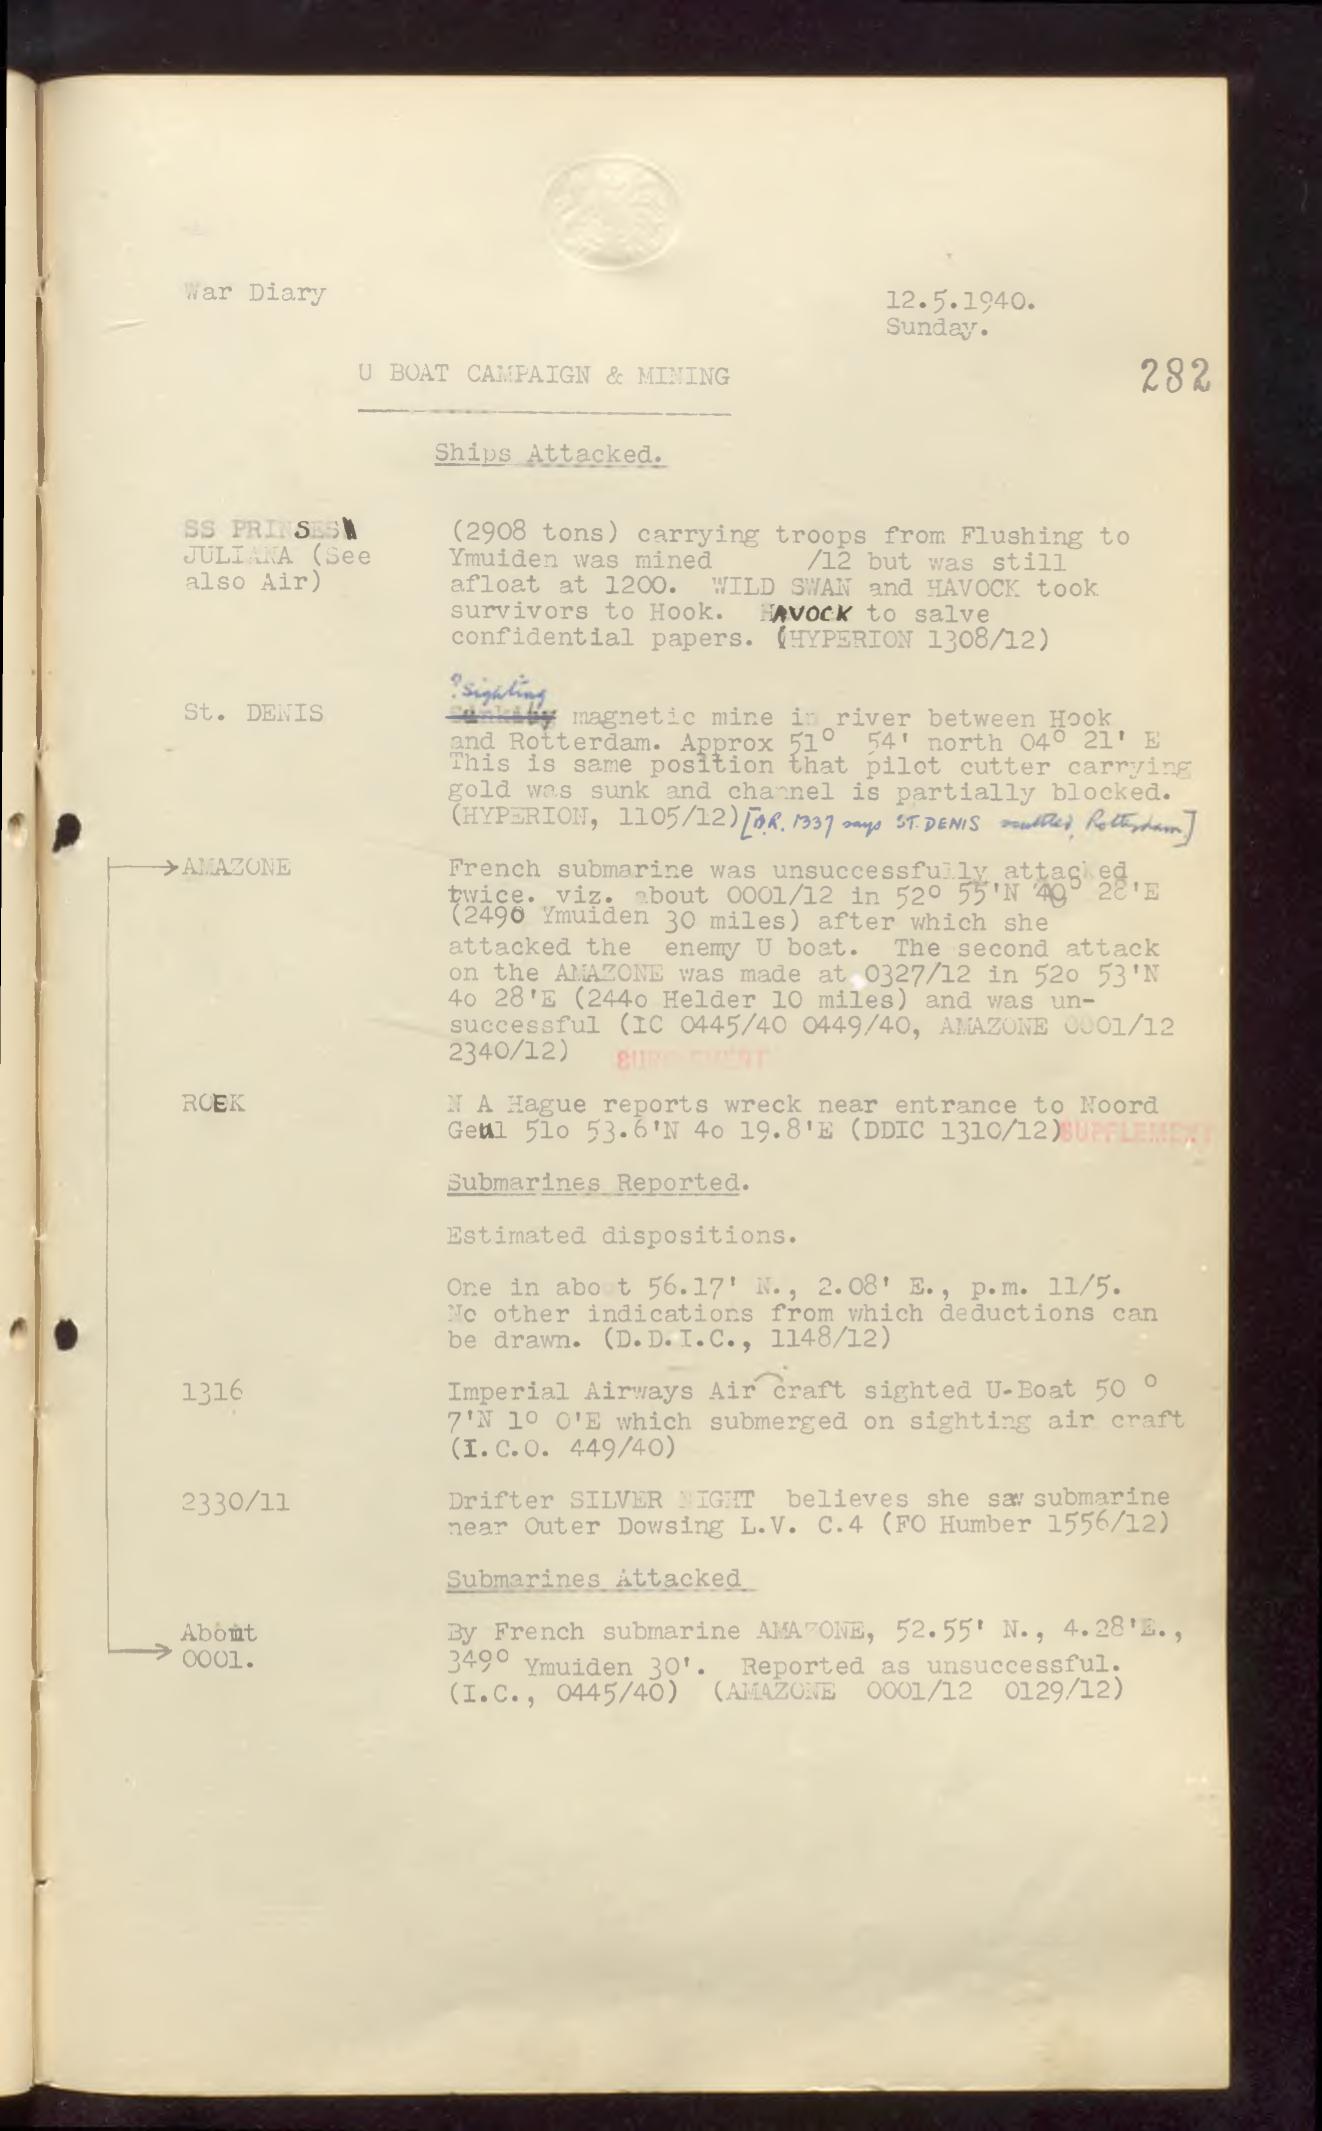 War Diary
12.5.1940.
Sunday.
282
U BOAT CAMPAIGN & MINING
Ships Attacked.
SS PRINSES
JULIANA (See
also Air)
(2908 tons) carrying troops from Flushing to
Ymuiden was mined /12 but was still
afloat at 1200. WILD SWAN and HAVOCK took
survivors to Hook. HAVOCK to salve
confidential papers. (HYPERION 1308/12)
? Sighting
St. DENIS
magnetic mine in river between Hook
and Rotterdam. Approx 51° 54' north 04° 21' E
This is same position that pilot cutter carrying
gold was sunk and channel is partially blocked.
(HYPERION, 1105/12) [D.R. 1337 says ST. DENIS scuttled, Rotterdam.]
AMAZONE
French submarine was unsuccessfully attacked
twice. viz. about 0001/12 in 52° 55'N 4° 28'E
(2490 Ymuiden 30 miles) after which she
attacked the enemy U boat. The second attack
on the AMAZONE was made at 0327/12 in 52o 53'N
4o 28'E (244o Helder 10 miles) and was un-
successful (IC 0445/40 0449/40, AMAZONE 0001/12
2340/12)
SUPPLEMENT
ROEK
N A Hague reports wreck near entrance to Noord
Geul 51o 53.6'N 4o 19.8'E (DDIC 1310/12) SUPPLEMENT
Submarines Reported.
Estimated dispositions.
One in about 56.17' N., 2.08' E., p.m. 11/5.
No other indications from which deductions can
be drawn. (D.D.I.C., 1148/12)
1316
Imperial Airways Air craft sighted U-Boat 50 °
7'N 1° 0'E which submerged on sighting air craft
(I.C.O. 449/40)
2330/11
Drifter SILVER NIGHT believes she saw submarine
near Outer Dowsing L.V. C.4 (FO Humber 1556/12)
Submarines Attacked
About
0001.
By French submarine AMAZONE, 52.55' N., 4.28'E.,
349° Ymuiden 30'. Reported as unsuccessful.
(I.C., 0445/40) (AMAZONE 0001/12 0129/12)